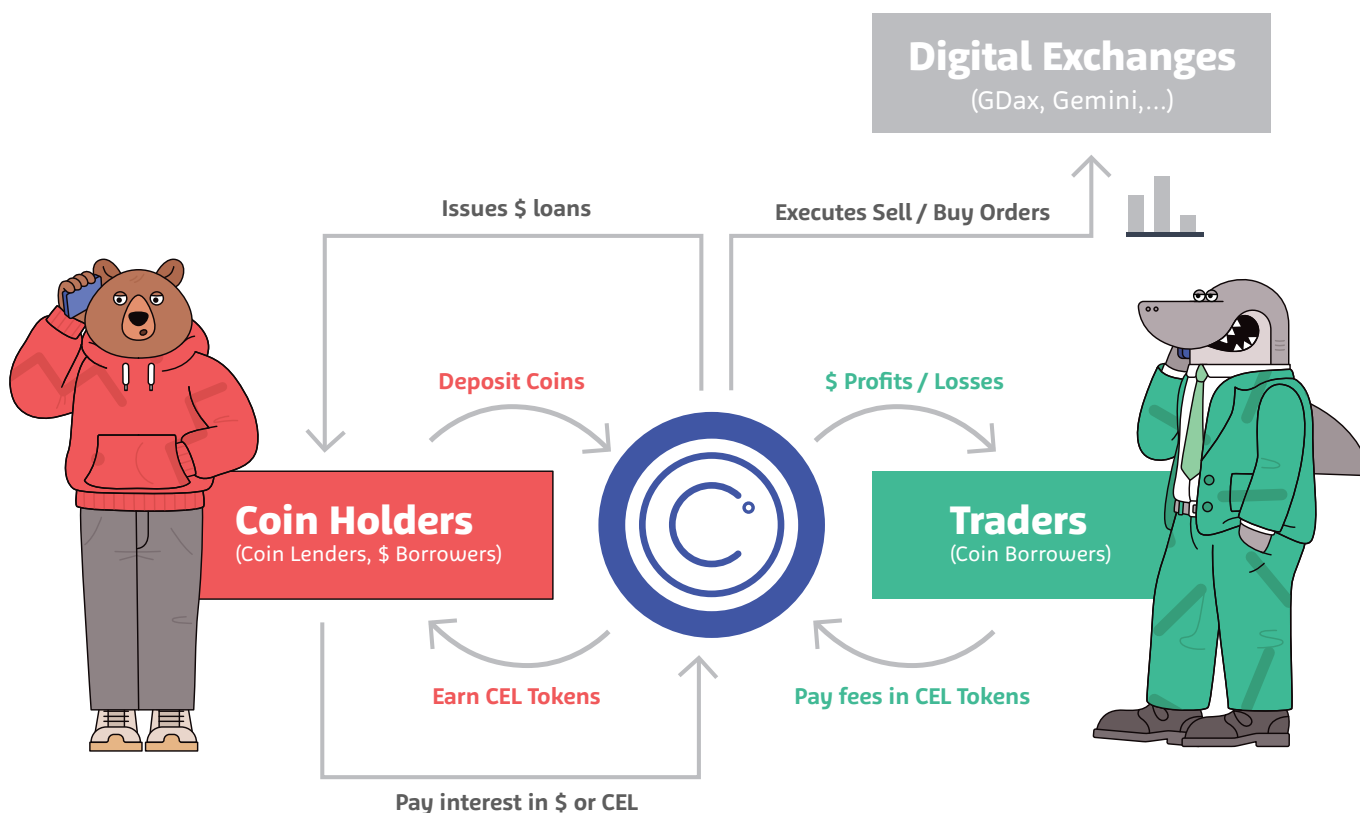 Digital Exchanges
(GDax, Gemini,...)
Issues $ loans
Executes Sell / Buy Orders
Deposit Coins
$ Profits / Losses
Coin Holders
(Coin Lenders, $ Borrowers)
Traders
(Coin Borrowers)
Earn CEL Tokens
Pay fees in CEL Tokens
Pay interest in $ or CEL